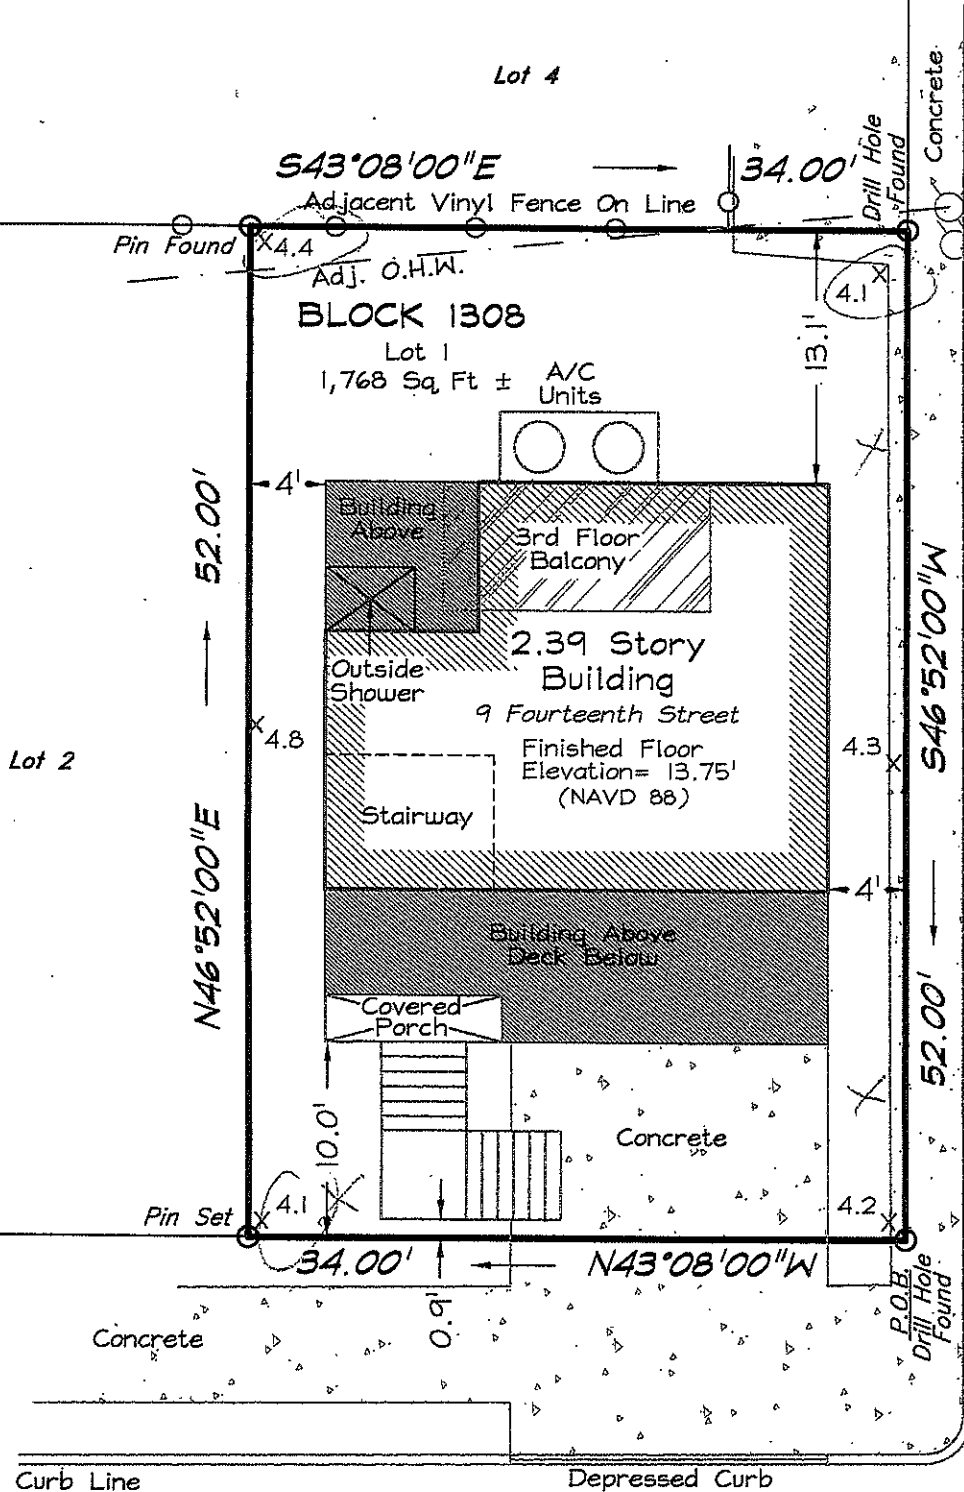 Lot 4
Concrete
Drill Hole
Found
S43°08'00"E
34.00'
Adjacent Vinyl Fence On Line
Pin Found
4.4
Adj. O.H.W.
4.1
BLOCK 1308
Lot 1
1,768 Sq Ft ±
A/C
Units
13.1'
4'
52.00'
Building
Above
3rd Floor
Balcony
2.39 Story
Building
Outside
Shower
9 Fourteenth Street
S46°52'00"W
4.8
Finished Floor
Elevation= 13.75'
(NAVD 88)
4.3
Lot 2
Stairway
N46°52'00"E
4'
Building Above
Deck Below
Covered
Porch
52.00'
10.0'
Concrete
4.1
4.2
Pin Set
34.00'
N43°08'00"W
0.9'
P.O.B.
Drill Hole
Found
Concrete
Curb Line
Depressed Curb